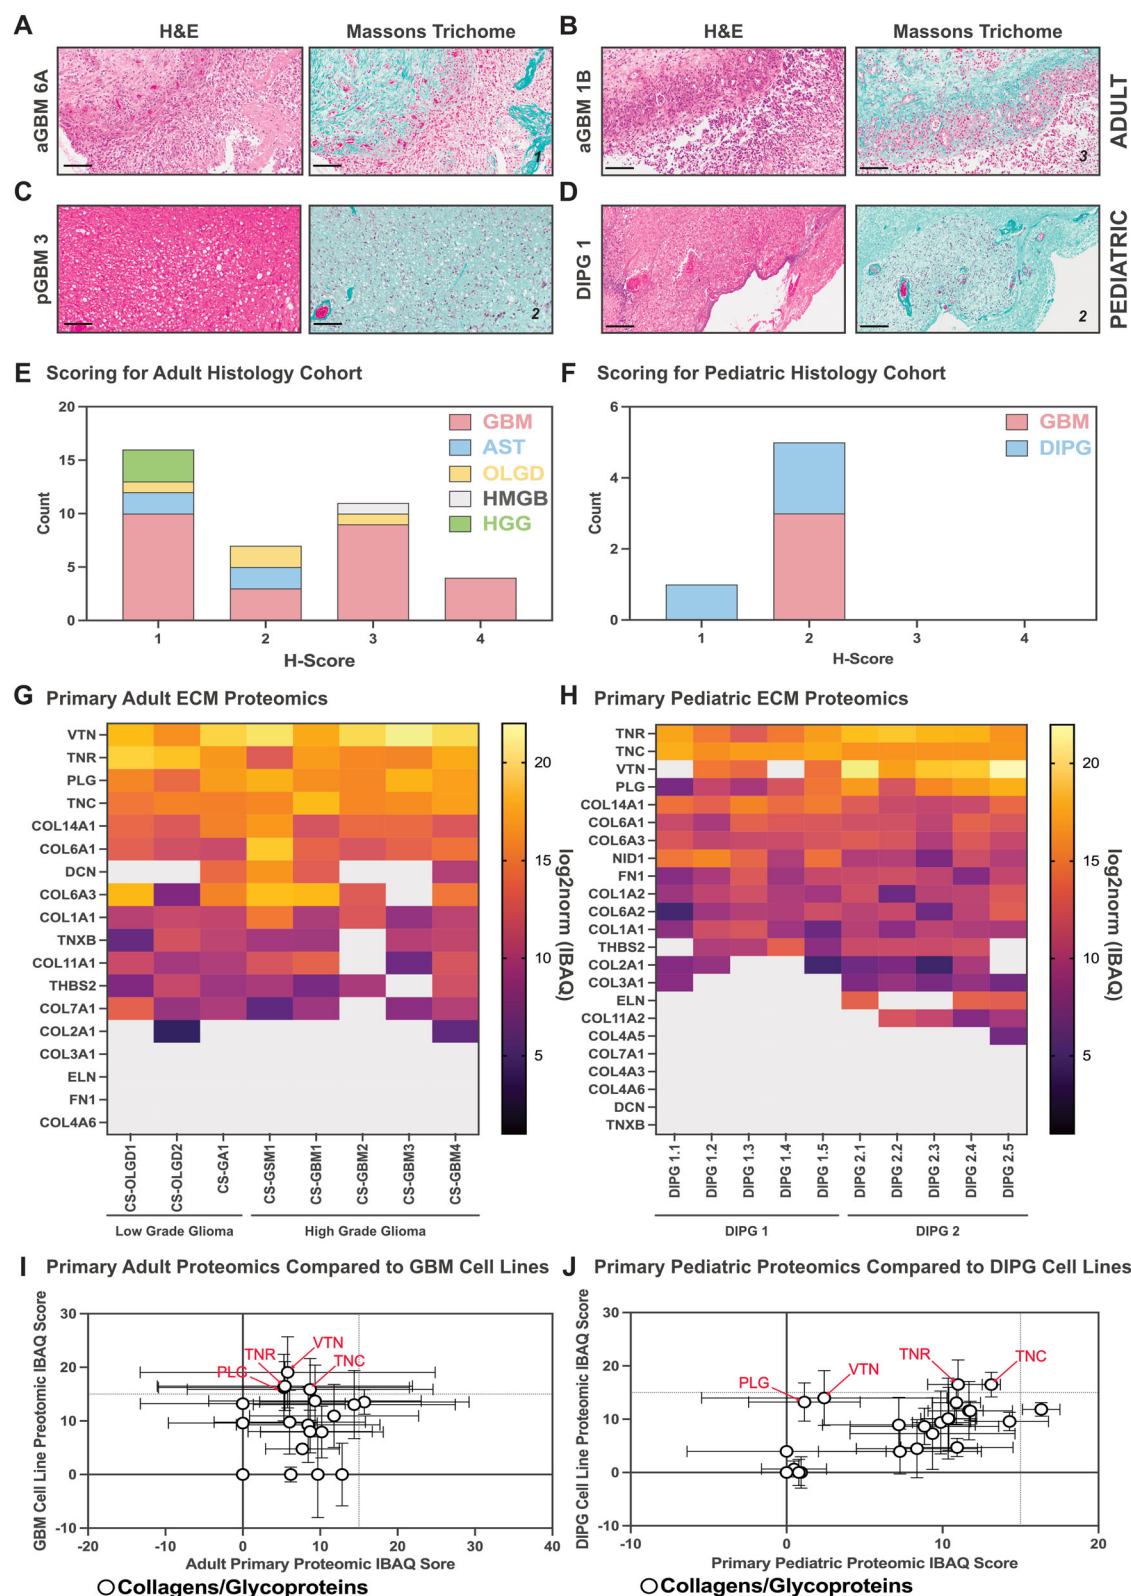 A
H&E
Massons Trichome
B
H&E
Massons Trichome
aGBM 6A
1
aGBM 1B
3
ADULT
C
D
pGBM 3
2
DIPG 1
2
PEDIATRIC
E Scoring for Adult Histology Cohort
20
15
10
5
0
Count
1 2 3 4
H-Score
GBM
AST
OLGD
HMGB
HGG
F Scoring for Pediatric Histology Cohort
6
4
2
0
Count
1 2 3 4
H-Score
GBM
DIPG
G Primary Adult ECM Proteomics
VTN
TNR
PLG
TNC
COL14A1
COL6A1
DCN
COL6A3
COL1A1
TNXB
COL11A1
THBS2
COL7A1
COL2A1
COL3A1
ELN
FN1
COL4A6
CS-OLGD1
CS-OLGD2
CS-GA1
CS-GSM1
CS-GBM1
CS-GBM2
CS-GBM3
CS-GBM4
Low Grade Glioma
High Grade Glioma
20
15
10
5
log2norm (IBAQ)
H Primary Pediatric ECM Proteomics
TNR
TNC
VTN
PLG
COL14A1
COL6A1
COL6A3
NID1
FN1
COL1A2
COL6A2
COL1A1
THBS2
COL2A1
COL3A1
ELN
COL11A2
COL4A5
COL7A1
COL4A3
COL4A6
DCN
TNXB
DIPG 1.1
DIPG 1.2
DIPG 1.3
DIPG 1.4
DIPG 1.5
DIPG 2.1
DIPG 2.2
DIPG 2.3
DIPG 2.4
DIPG 2.5
DIPG 1
DIPG 2
20
15
10
5
log2norm (IBAQ)
I Primary Adult Proteomics Compared to GBM Cell Lines
30
20
10
0
-10
GBM Cell Line Preotomic IBAQ Score
VTN
TNR
PLG
TNC
-20 -10 0 10 20 30 40
Adult Primary Proteomic IBAQ Sore
Collagens/Glycoproteins
J Primary Pediatric Proteomics Compared to DIPG Cell Lines
30
20
10
0
-10
DIPG Cell Line Proteomic IBAQ Score
TNR
TNC
VTN
PLG
-10 0 10 20
Primary Pediatric Proteomic IBAQ Score
Collagens/Glycoproteins